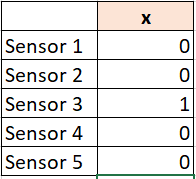 x
Sensor 1 0
Sensor 2 0
Sensor 3 1
Sensor 4 0
Sensor 5 0